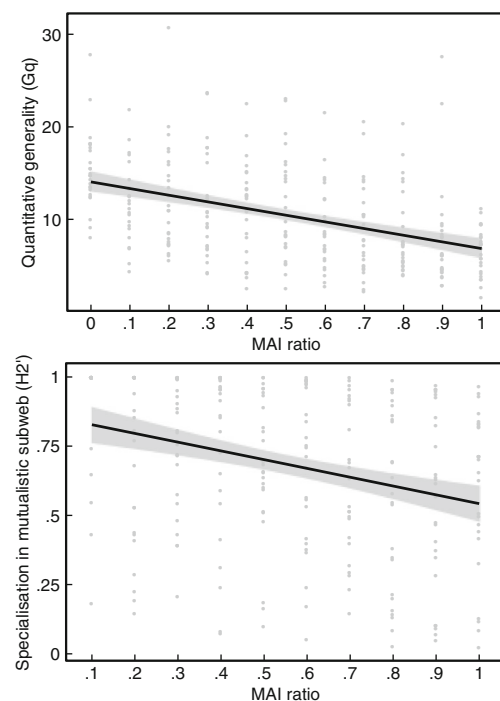 Quantitative generality (Gq)
30
20
10
0 .1 .2 .3 .4 .5 .6 .7 .8 .9 1
MAI ratio
Specialisation in mutualistic subweb (H2')
1
.75
.5
.25
0
.1 .2 .3 .4 .5 .6 .7 .8 .9 1
MAI ratio